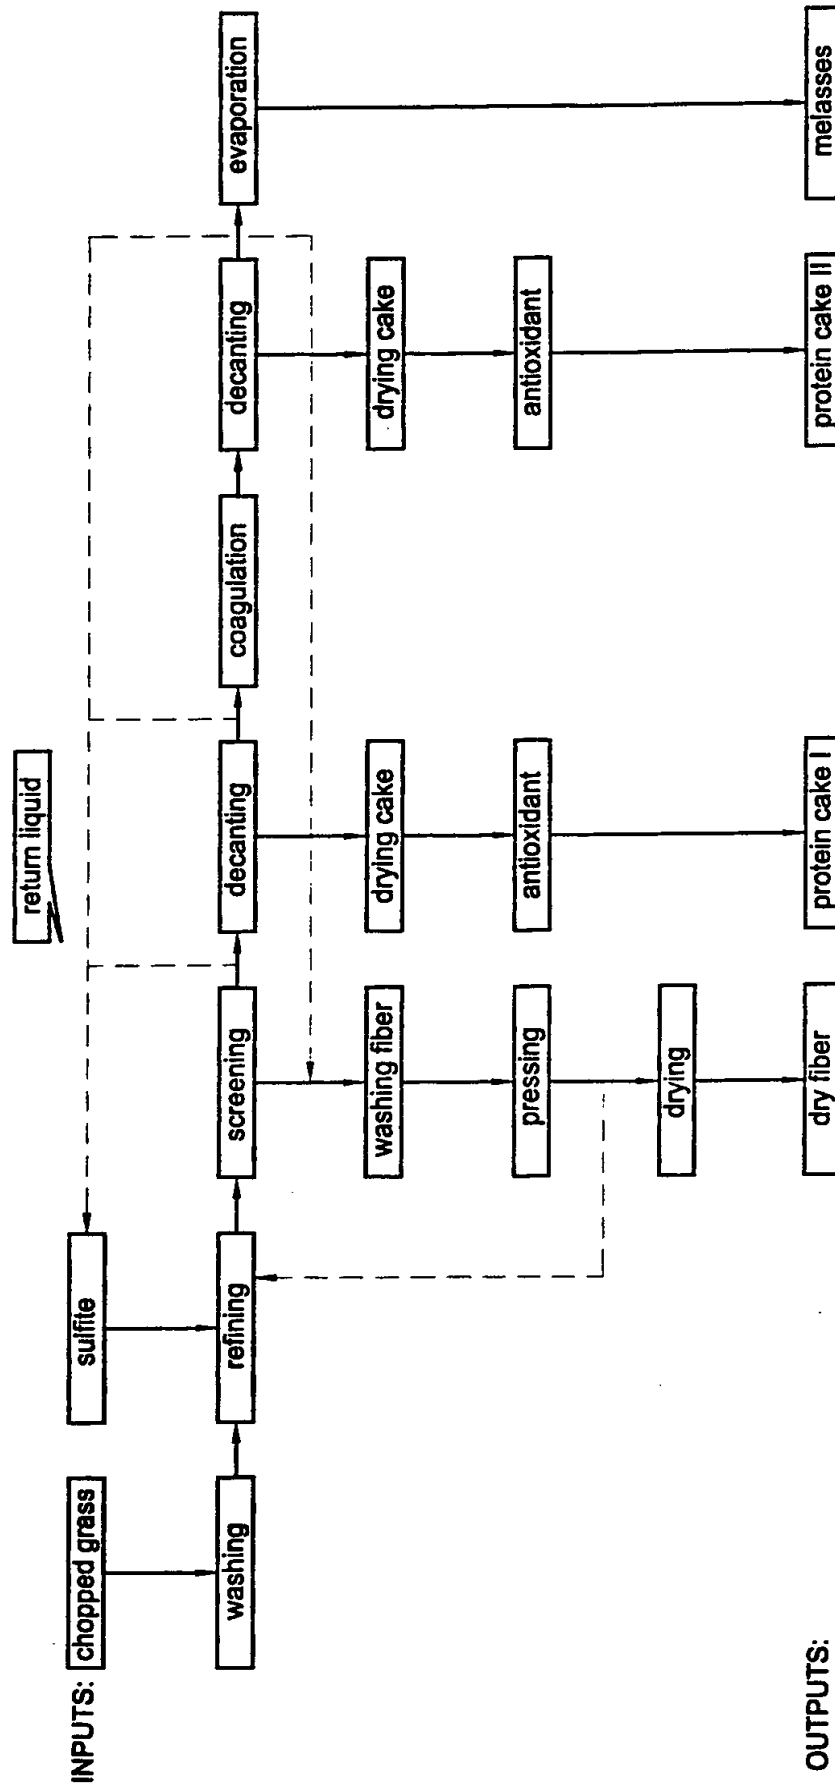 return liquid
INPUTS:
chopped grass
sulfite
washing
refining
screening
decanting
coagulation
decanting
evaporation
washing fiber
drying cake
drying cake
pressing
antioxidant
antioxidant
drying
OUTPUTS:
dry fiber
protein cake I
protein cake II
melasses